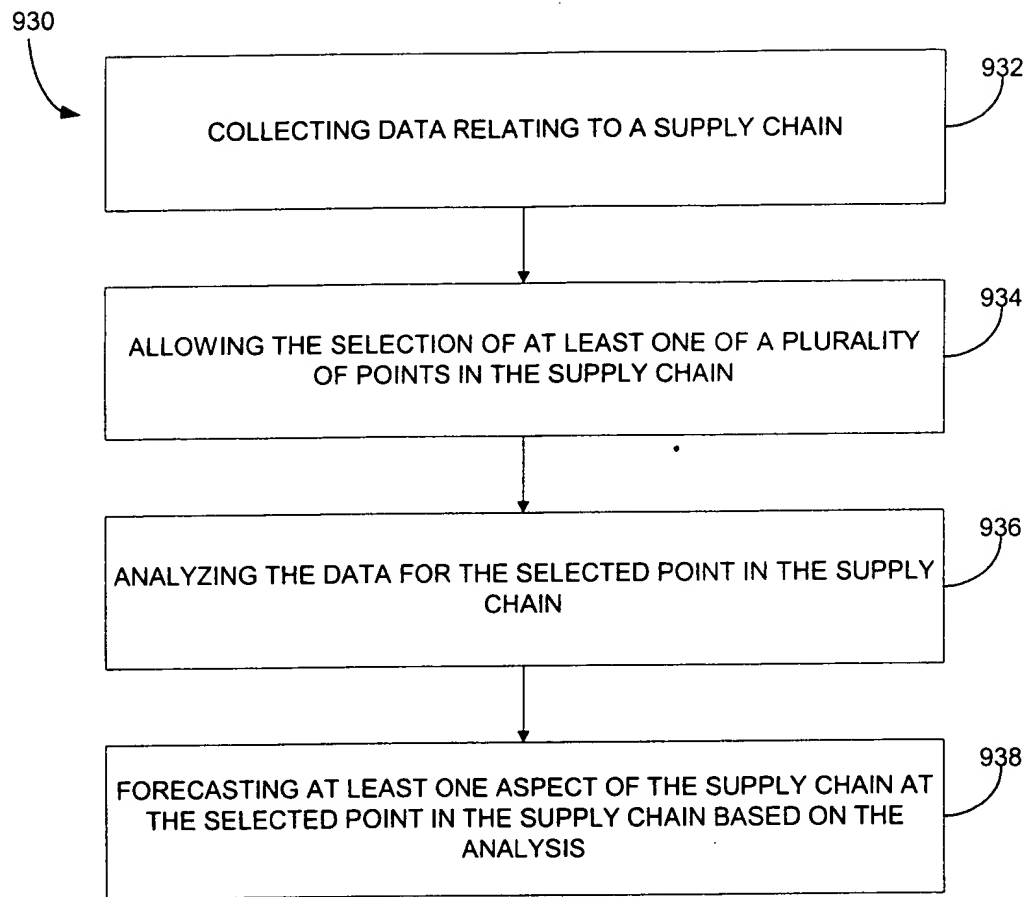 930
932
COLLECTING DATA RELATING TO A SUPPLY CHAIN
934
ALLOWING THE SELECTION OF AT LEAST ONE OF A PLURALITY
OF POINTS IN THE SUPPLY CHAIN
936
ANALYZING THE DATA FOR THE SELECTED POINT IN THE SUPPLY
CHAIN
938
FORECASTING AT LEAST ONE ASPECT OF THE SUPPLY CHAIN AT
THE SELECTED POINT IN THE SUPPLY CHAIN BASED ON THE
ANALYSIS